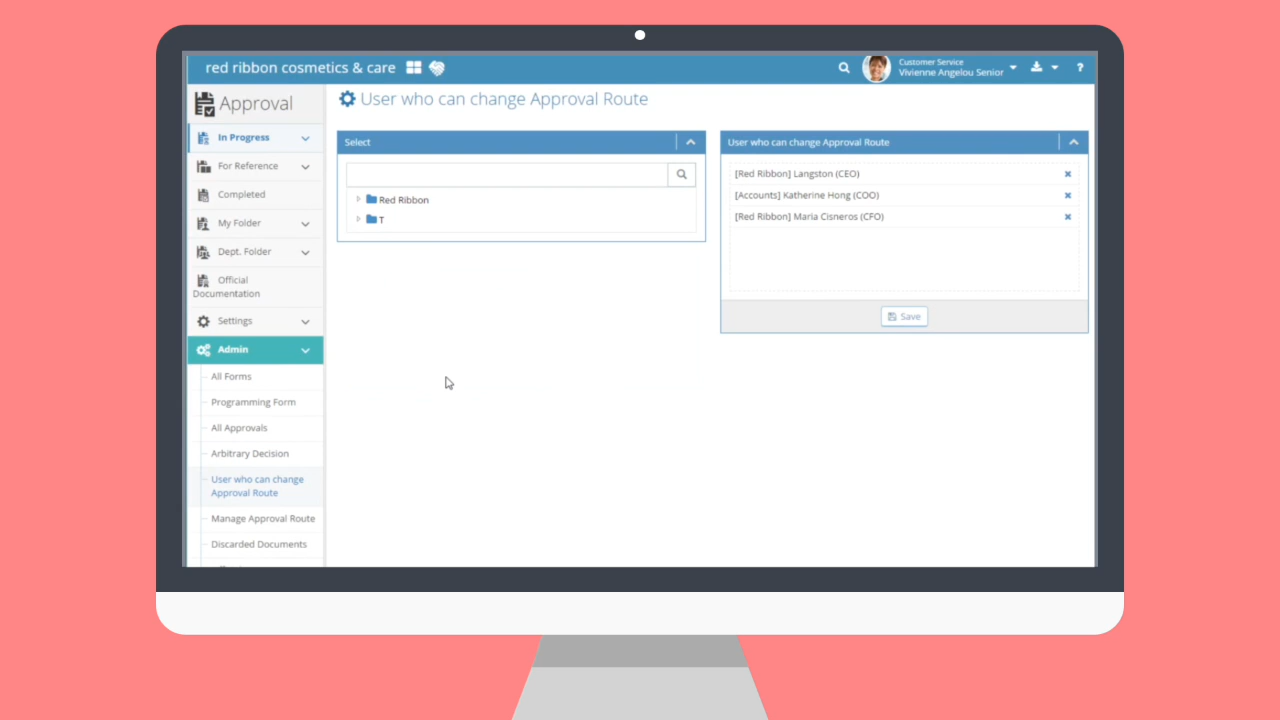 red ribbon cosmetics & care
Customer Service
Vivienne Angelou Senior
?
Approval
User who can change Approval Route
In Progress
For Reference
Completed
My Folder
Dept. Folder
Official
Documentation
Settings
Admin
All Forms
Programming Form
All Approvals
Arbitrary Decision
User who can change
Approval Route
Manage Approval Route
Discarded Documents
Select
Red Ribbon
T
User who can change Approval Route
[Red Ribbon] Langston (CEO)
[Accounts] Katherine Hong (COO)
[Red Ribbon] Maria Cisneros (CFO)
Save